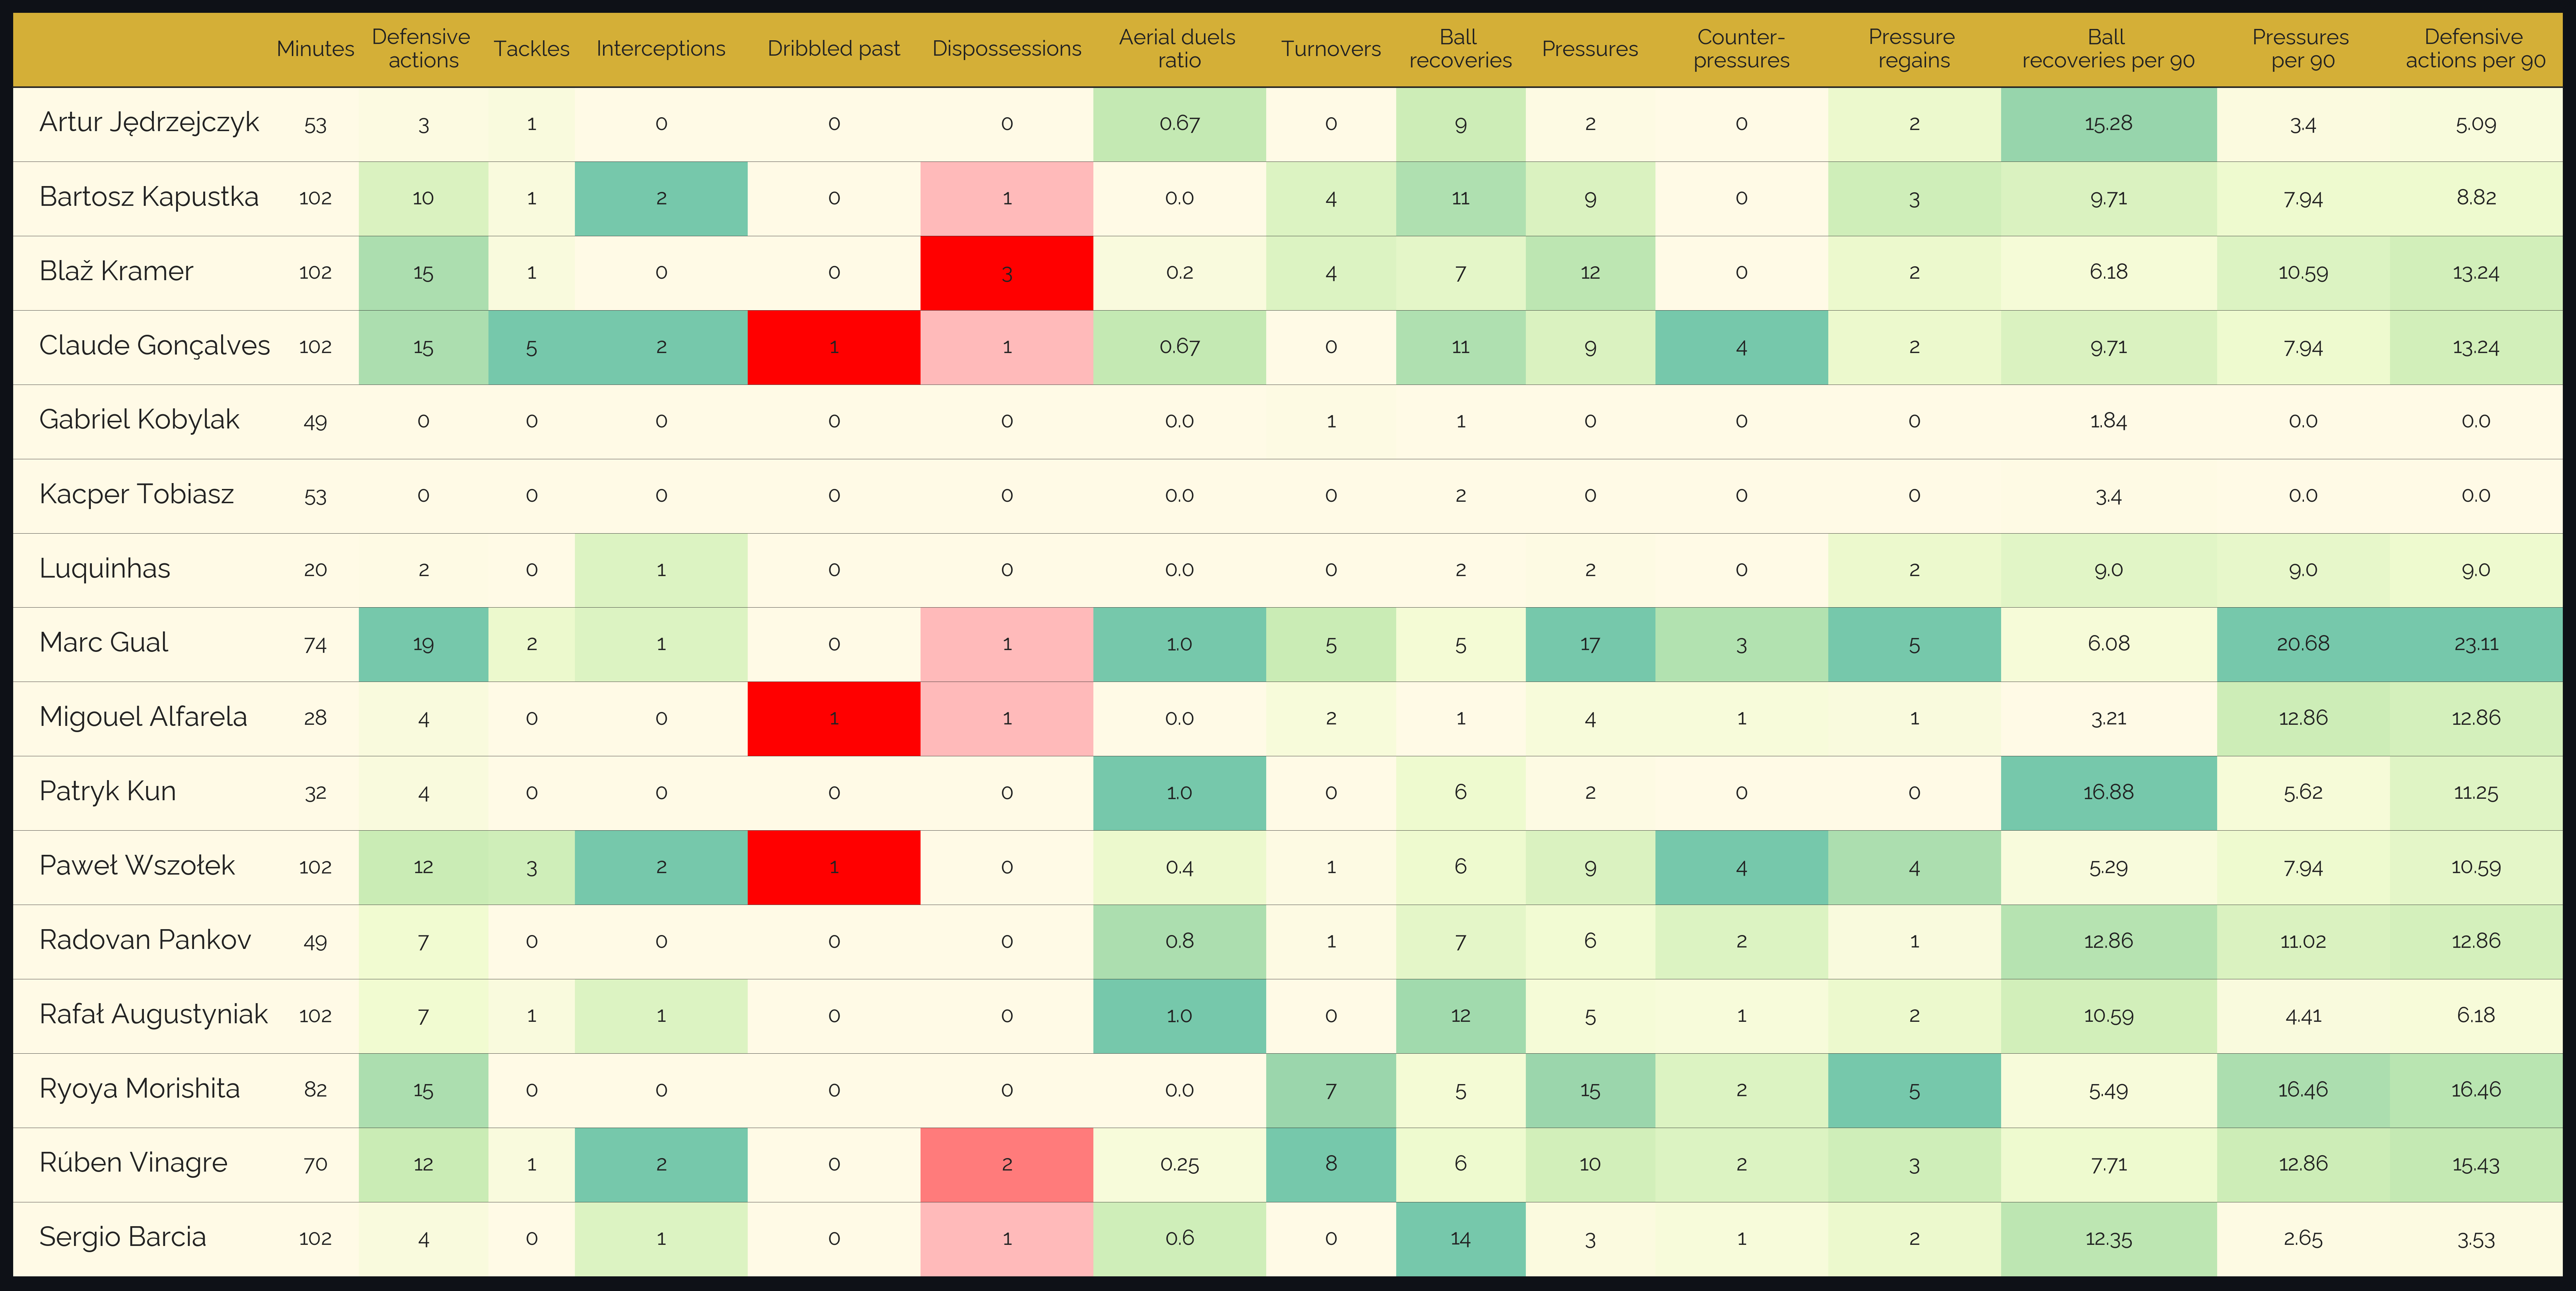 Minutes Defensive actions Tackles Interceptions Dribbled past Dispossessions Aerial duels ratio Turnovers Ball recoveries Pressures Counter-pressures Pressure regains Ball recoveries per 90 Pressures per 90 Defensive actions per 90
Artur Jędrzejczyk 53 3 1 0 0 0 0.67 0 9 2 0 2 15.28 3.4 5.09
Bartosz Kapustka 102 10 1 2 0 1 0.0 4 11 9 0 3 9.71 7.94 8.82
Blaž Kramer 102 15 1 0 0 3 0.2 4 7 12 0 2 6.18 10.59 13.24
Claude Gonçalves 102 15 5 2 1 1 0.67 0 11 9 4 2 9.71 7.94 13.24
Gabriel Kobylak 49 0 0 0 0 0 0.0 1 1 0 0 0 1.84 0.0 0.0
Kacper Tobiasz 53 0 0 0 0 0 0.0 0 2 0 0 0 3.4 0.0 0.0
Luquinhas 20 2 0 1 0 0 0.0 0 2 2 0 2 9.0 9.0 9.0
Marc Gual 74 19 2 1 0 1 1.0 5 5 17 3 5 6.08 20.68 23.11
Migouel Alfarela 28 4 0 0 1 1 0.0 2 1 4 1 1 3.21 12.86 12.86
Patryk Kun 32 4 0 0 0 0 1.0 0 6 2 0 0 16.88 5.62 11.25
Paweł Wszołek 102 12 3 2 1 0 0.4 1 6 9 4 4 5.29 7.94 10.59
Radovan Pankov 49 7 0 0 0 0 0.8 1 7 6 2 1 12.86 11.02 12.86
Rafał Augustyniak 102 7 1 1 0 0 1.0 0 12 5 1 2 10.59 4.41 6.18
Ryoya Morishita 82 15 0 0 0 0 0.0 7 5 15 2 5 5.49 16.46 16.46
Rúben Vinagre 70 12 1 2 0 2 0.25 8 6 10 2 3 7.71 12.86 15.43
Sergio Barcia 102 4 0 1 0 1 0.6 0 14 3 1 2 12.35 2.65 3.53